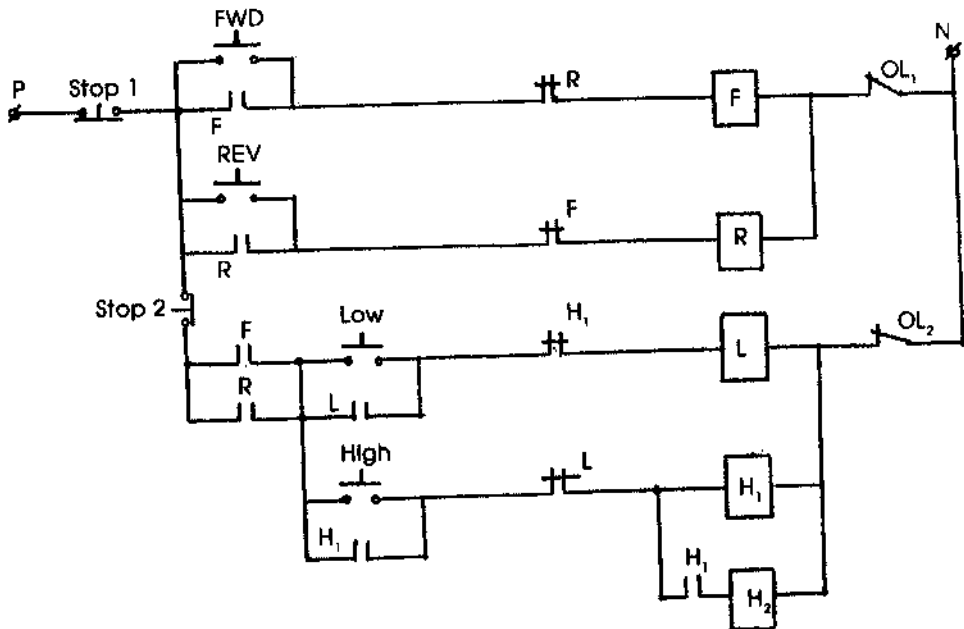 FWD
N
P
Stop 1
R
OL₁
F
F
REV
F
R
R
Stop 2
Low
H₁
F
L
OL₂
R
L
High
L
H₁
H₁
H₁
H₂